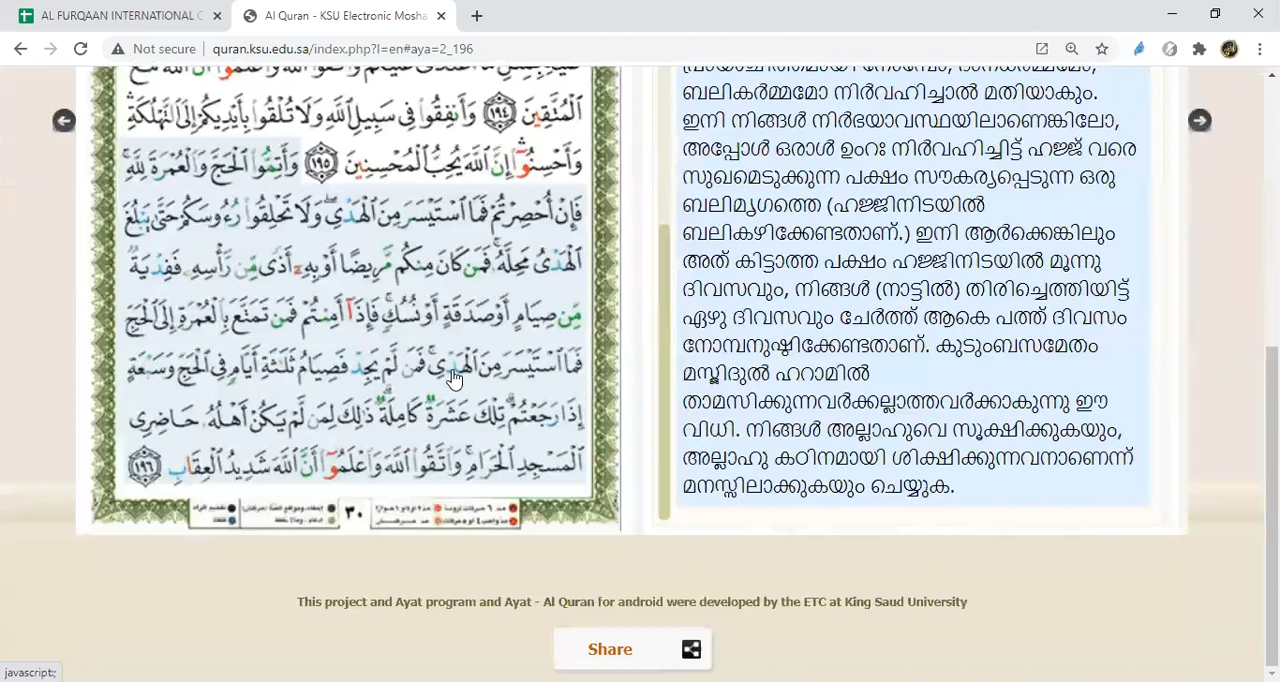 AL FURQAAN INTERNATIONAL
Al Quran - KSU Electronic Mosha
Not secure
quran.ksu.edu.sa/index.php?l=en#aya=2_196
الْمُتَّقِينَ ١٩٤ وَأَنفِقُوا فِي سَبِيلِ اللَّهِ وَلَا تُلْقُوا بِأَيْدِيكُمْ إِلَى التَّهْلُكَةِ
وَأَحْسِنُوا إِنَّ اللَّهَ يُحِبُّ الْمُحْسِنِينَ ١٩٥ وَأَتِمُّوا الْحَجَّ وَالْعُمْرَةَ لِلَّهِ
فَإِنْ أُحْصِرْتُمْ فَمَا اسْتَيْسَرَ مِنَ الْهَدْيِ وَلَا تَحْلِقُوا رُءُوسَكُمْ حَتَّى يَبْلُغَ
الْهَدْيُ مَحِلَّهُ فَمَن كَانَ مِنكُم مَّرِيضًا أَوْ بِهِ أَذًى مِّن رَّأْسِهِ فَفِدْيَةٌ
مِّن صِيَامٍ أَوْ صَدَقَةٍ أَوْ نُسُكٍ فَإِذَا أَمِنتُمْ فَمَن تَمَتَّعَ بِالْعُمْرَةِ إِلَى الْحَجِّ
فَمَا اسْتَيْسَرَ مِنَ الْهَدْيِ فَمَن لَّمْ يَجِدْ فَصِيَامُ ثَلَٰثَةِ أَيَّامٍ فِي الْحَجِّ وَسَبْعَةٍ
إِذَا رَجَعْتُمْ تِلْكَ عَشَرَةٌ كَامِلَةٌ ذَٰلِكَ لِمَن لَّمْ يَكُنْ أَهْلُهُ حَاضِرِي
الْمَسْجِدِ الْحَرَامِ وَاتَّقُوا اللَّهَ وَاعْلَمُوا أَنَّ اللَّهَ شَدِيدُ الْعِقَابِ ١٩٦
٣٠
ബലികർമ്മമോ നിർവഹിച്ചാൽ മതിയാകും.
ഇനി നിങ്ങൾ നിർഭയാവസ്ഥയിലാണെങ്കിലോ,
അപ്പോൾ ഒരാൾ ഉംറഃ നിർവഹിച്ചിട്ട് ഹജ്ജ് വരെ
സുഖമെടുക്കുന്ന പക്ഷം സൗകര്യപ്പെടുന്ന ഒരു
ബലിമൃഗത്തെ (ഹജ്ജിനിടയിൽ
ബലികഴിക്കേണ്ടതാണ്.) ഇനി ആർക്കെങ്കിലും
അത് കിട്ടാത്ത പക്ഷം ഹജ്ജിനിടയിൽ മൂന്നു
ദിവസവും, നിങ്ങൾ (നാട്ടിൽ) തിരിച്ചെത്തിയിട്ട്
ഏഴു ദിവസവും ചേർത്ത് ആകെ പത്ത് ദിവസം
നോമ്പനുഷ്ഠിക്കേണ്ടതാണ്. കുടുംബസമേതം
മസ്ജിദുൽ ഹറാമിൽ
താമസിക്കുന്നവർക്കല്ലാത്തവർക്കാകുന്നു ഈ
വിധി. നിങ്ങൾ അല്ലാഹുവെ സൂക്ഷിക്കുകയും,
അല്ലാഹു കഠിനമായി ശിക്ഷിക്കുന്നവനാണെന്ന്
മനസ്സിലാക്കുകയും ചെയ്യുക.
This project and Ayat program and Ayat - Al Quran for android were developed by the ETC at King Saud University
Share
javascript:;